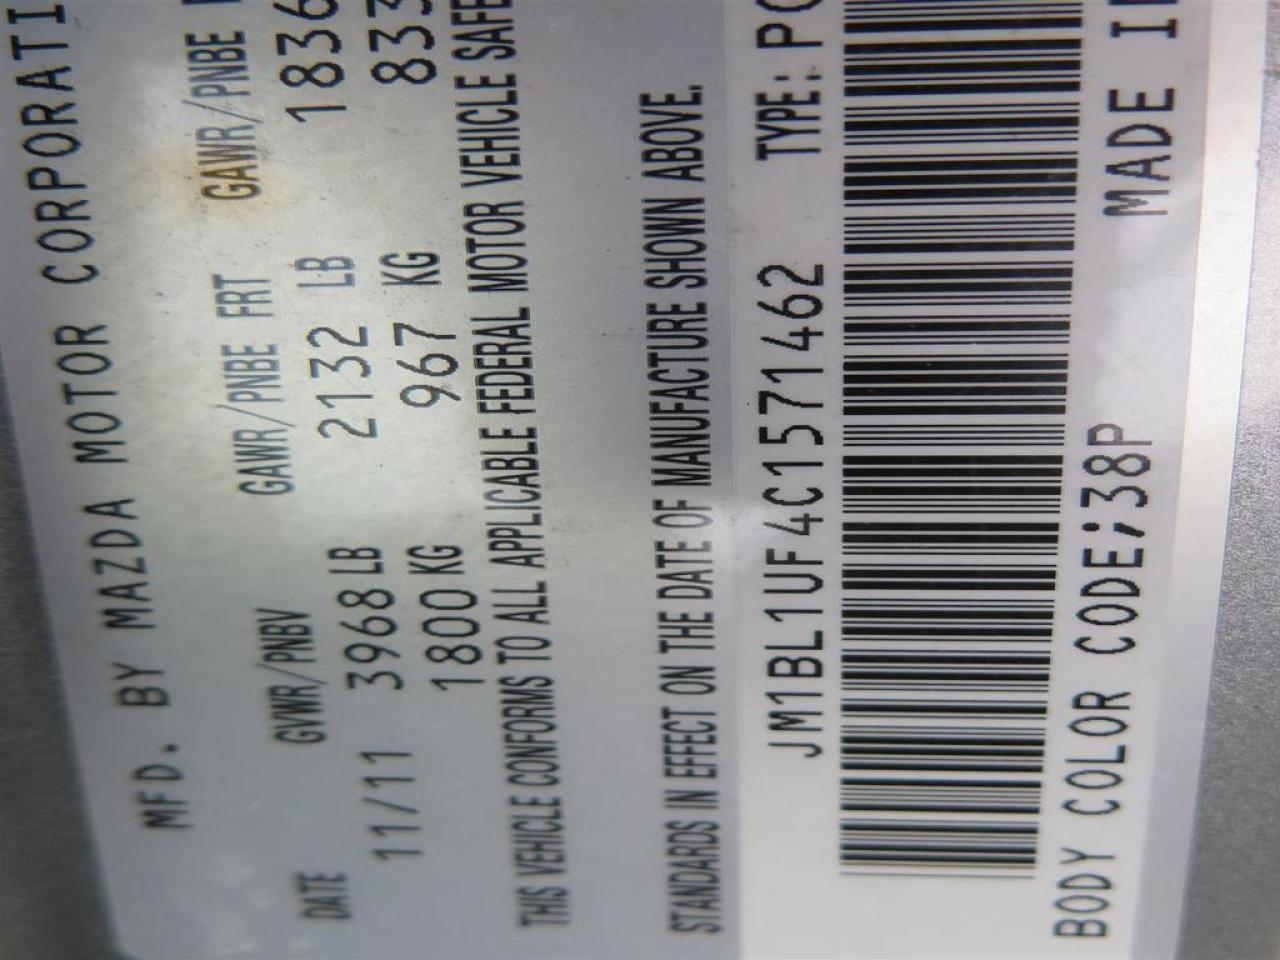 MFD. BY MAZDA MOTOR CORPORATI
DATE GVWR/PNBV GAWR/PNBE FRT GAWR/PNBE
11/11 3968 LB 2132 LB 1836
1800 KG 967 KG 833
THIS VEHICLE CONFORMS TO ALL APPLICABLE FEDERAL MOTOR VEHICLE SAFE
STANDARDS IN EFFECT ON THE DATE OF MANUFACTURE SHOWN ABOVE.
JM1BL1UF4C1571462 TYPE: PC
BODY COLOR CODE;38P MADE I